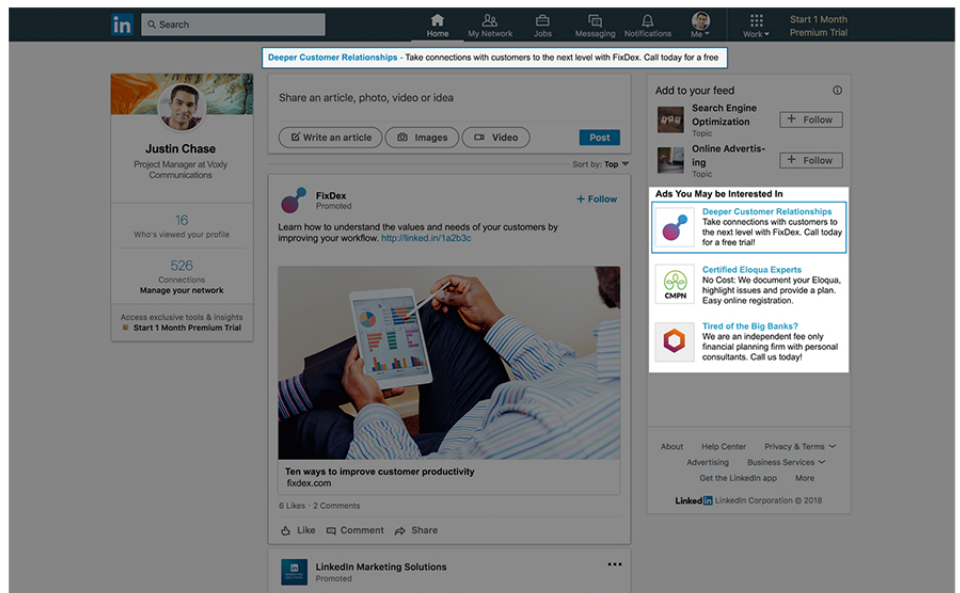 in
Search
Home
My Network
Jobs
Messaging
Notifications
Me
Work
Start 1 Month
Premium Trial
Deeper Customer Relationships - Take connections with customers to the next level with FixDex. Call today for a free
Justin Chase
Project Manager at Voxly
Communications
16
Who's viewed your profile
526
Connections
Manage your network
Access exclusive tools & insights
Start 1 Month Premium Trial
Share an article, photo, video or idea
Write an article
Images
Video
Post
Sort by: Top
FixDex
Promoted
+ Follow
Learn how to understand the values and needs of your customers by
improving your workflow. http://linked.in/1a2b3c
Ten ways to improve customer productivity
fixdex.com
6 Likes · 2 Comments
Like
Comment
Share
LinkedIn Marketing Solutions
Promoted
Add to your feed
Search Engine
Optimization
Topic
+ Follow
Online Advertis-
ing
Topic
+ Follow
Ads You May be Interested In
Deeper Customer Relationships
Take connections with customers to
the next level with FixDex. Call today
for a free trial!
CMPN
Certified Eloqua Experts
No Cost: We document your Eloqua,
highlight issues and provide a plan.
Easy online registration.
Tired of the Big Banks?
We are an independent fee only
financial planning firm with personal
consultants. Call us today!
About Help Center Privacy & Terms
Advertising Business Services
Get the LinkedIn app More
Linked in LinkedIn Corporation © 2018